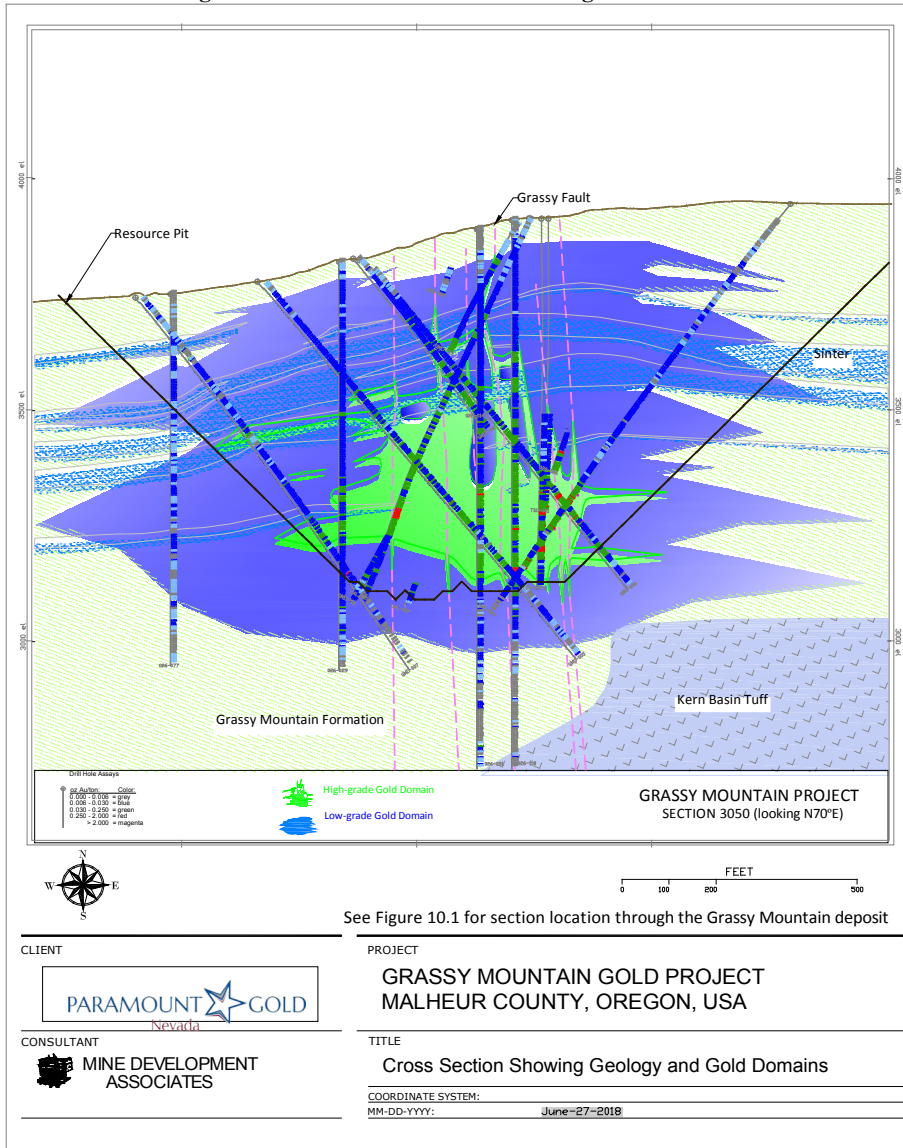 4000 el
4000 el
Grassy Fault
Resource Pit
Sinter
3500 el
3500 el
3000 el
3000 el
Kern Basin Tuff
Grassy Mountain Formation
Drill Hole Assays
oz Au/ton: Color:
0.000 - 0.006 = grey
0.006 - 0.030 = blue
0.030 - 0.250 = green
0.250 - 2.000 = red
> 2.000 = magenta
High-grade Gold Domain
Low-grade Gold Domain
GRASSY MOUNTAIN PROJECT
SECTION 3050 (looking N70°E)
N
W E
S
FEET
0 100 200 500
See Figure 10.1 for section location through the Grassy Mountain deposit
CLIENT
PARAMOUNT GOLD
Nevada
CONSULTANT
MINE DEVELOPMENT
ASSOCIATES
PROJECT
GRASSY MOUNTAIN GOLD PROJECT
MALHEUR COUNTY, OREGON, USA
TITLE
Cross Section Showing Geology and Gold Domains
COORDINATE SYSTEM:
MM-DD-YYYY: June-27-2018